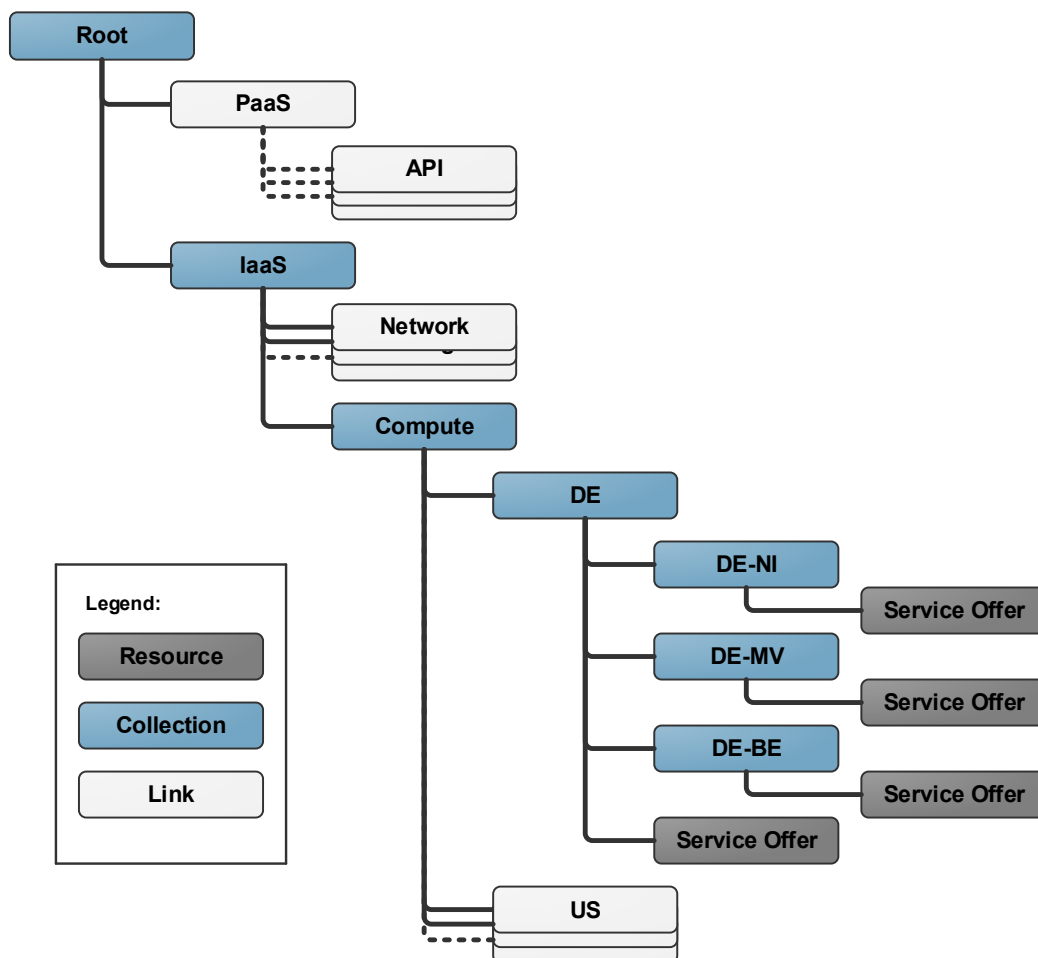 Root
PaaS
API
IaaS
Network
Compute
DE
DE-NI
Service Offer
DE-MV
Service Offer
DE-BE
Service Offer
Service Offer
US
Legend:
Resource
Collection
Link